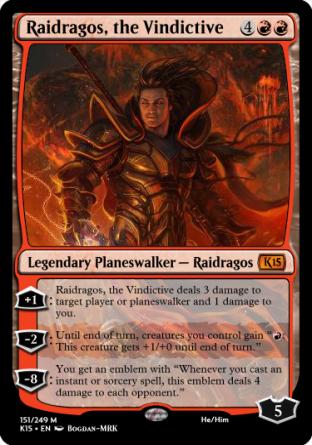 Raidragos, the Vindictive 4
K15
Legendary Planeswalker — Raidragos
+1: Raidragos, the Vindictive deals 3 damage to
target player or planeswalker and 1 damage to
you.
-2: Until end of turn, creatures you control gain “:
This creature gets +1/+0 until end of turn.”
-8: You get an emblem with “Whenever you cast an
instant or sorcery spell, this emblem deals 4
damage to each opponent.”
5
151/249 M He/Him
K15 • EN Bogdan-MRK